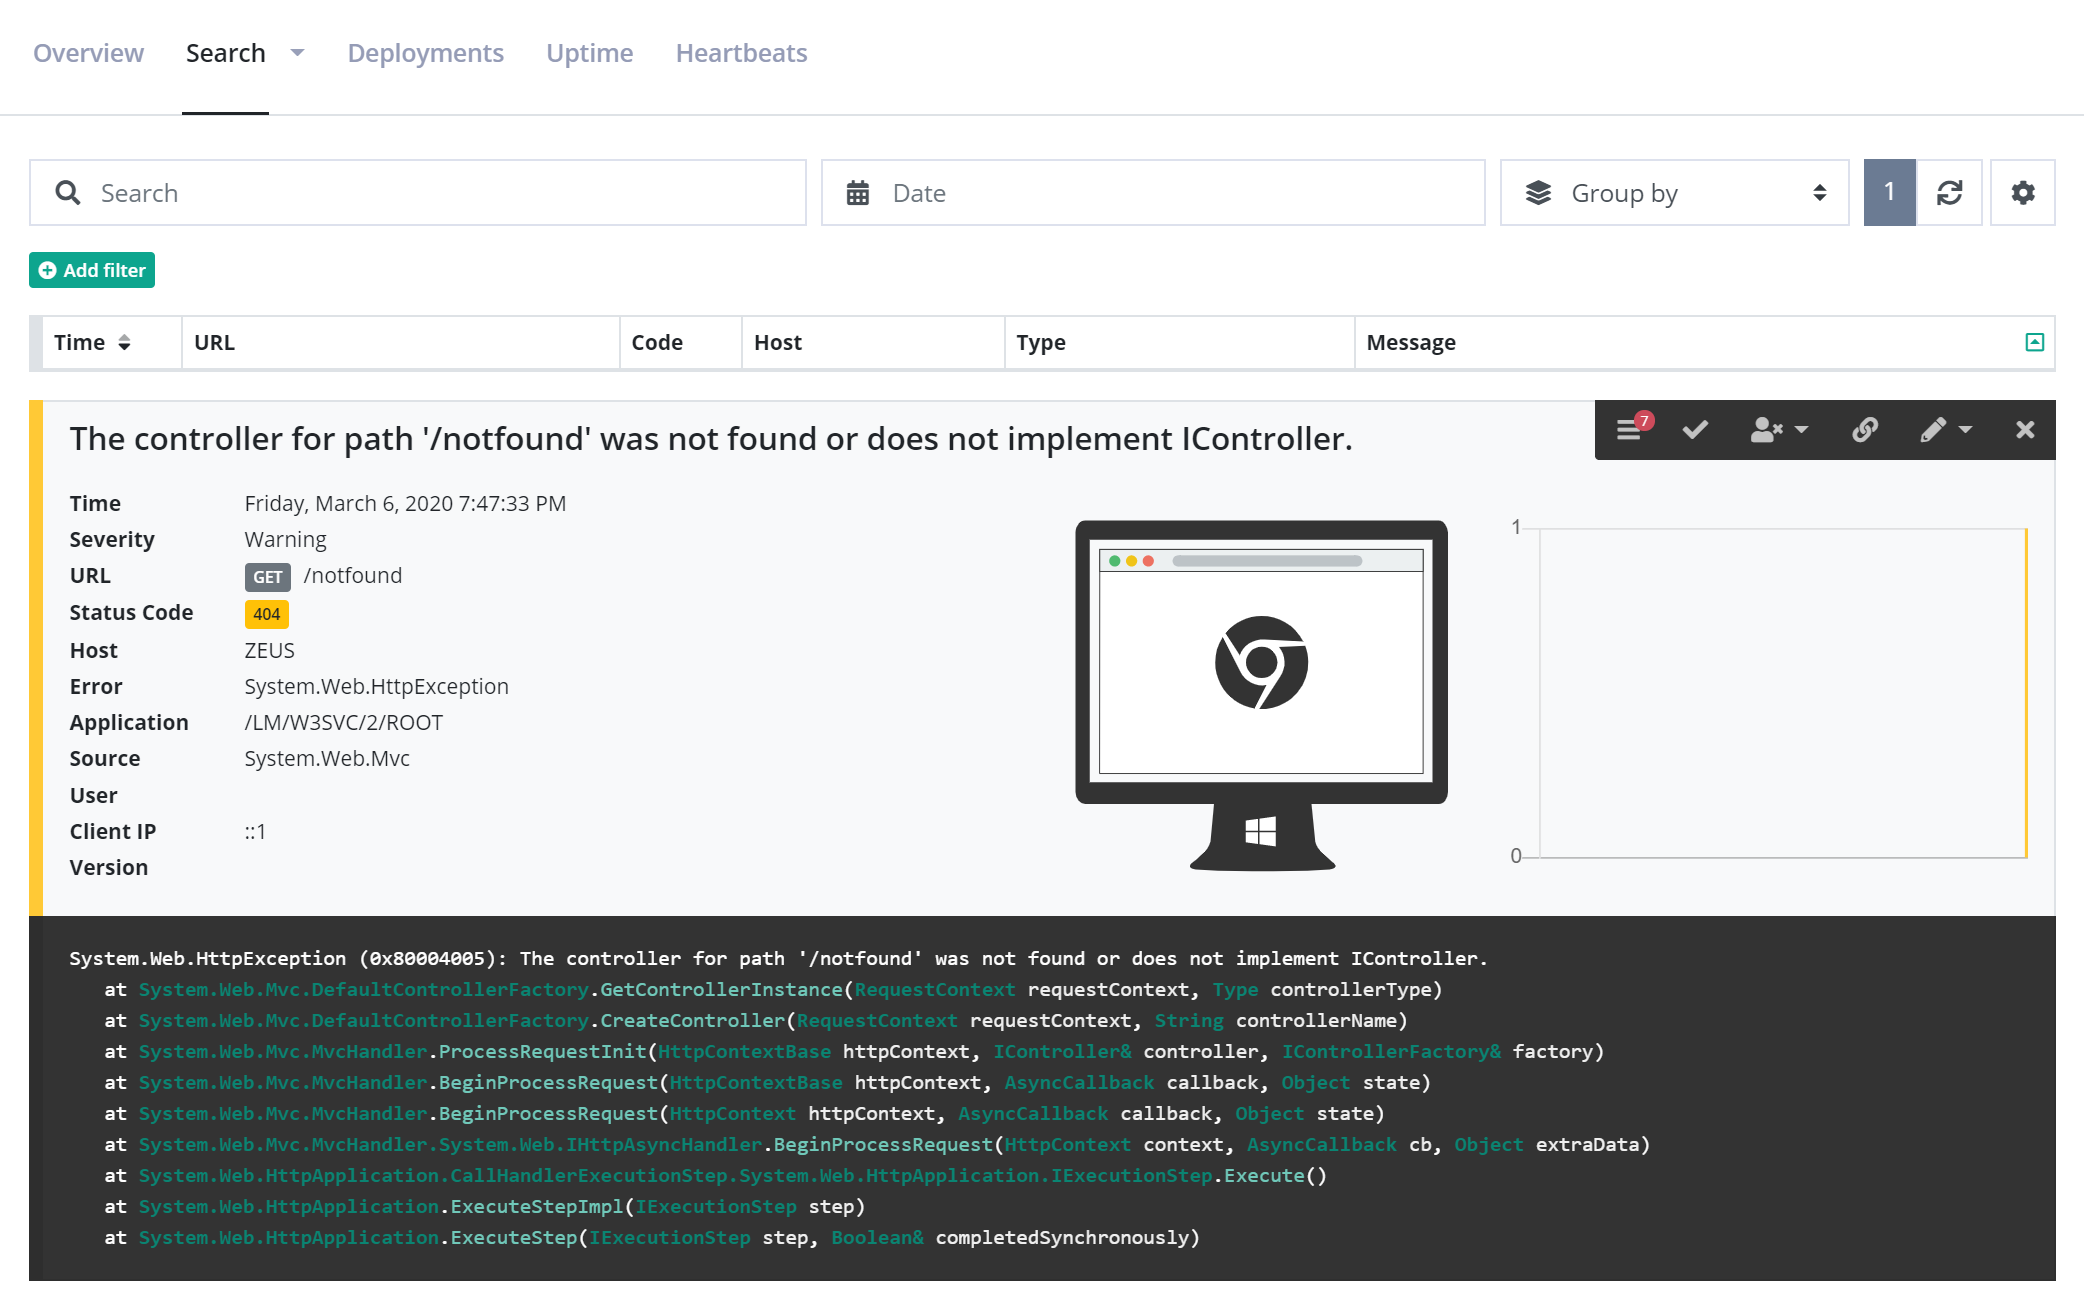 Overview Search Deployments Uptime Heartbeats
Search Date Group by 1
Add filter
Time URL Code Host Type Message
The controller for path '/notfound' was not found or does not implement IController.
7
Time Friday, March 6, 2020 7:47:33 PM
Severity Warning
URL GET /notfound
Status Code 404
Host ZEUS
Error System.Web.HttpException
Application /LM/W3SVC/2/ROOT
Source System.Web.Mvc
User
Client IP ::1
Version
1
0
System.Web.HttpException (0x80004005): The controller for path '/notfound' was not found or does not implement IController.
at System.Web.Mvc.DefaultControllerFactory.GetControllerInstance(RequestContext requestContext, Type controllerType)
at System.Web.Mvc.DefaultControllerFactory.CreateController(RequestContext requestContext, String controllerName)
at System.Web.Mvc.MvcHandler.ProcessRequestInit(HttpContextBase httpContext, IController& controller, IControllerFactory& factory)
at System.Web.Mvc.MvcHandler.BeginProcessRequest(HttpContextBase httpContext, AsyncCallback callback, Object state)
at System.Web.Mvc.MvcHandler.BeginProcessRequest(HttpContext httpContext, AsyncCallback callback, Object state)
at System.Web.Mvc.MvcHandler.System.Web.IHttpAsyncHandler.BeginProcessRequest(HttpContext context, AsyncCallback cb, Object extraData)
at System.Web.HttpApplication.CallHandlerExecutionStep.System.Web.HttpApplication.IExecutionStep.Execute()
at System.Web.HttpApplication.ExecuteStepImpl(IExecutionStep step)
at System.Web.HttpApplication.ExecuteStep(IExecutionStep step, Boolean& completedSynchronously)